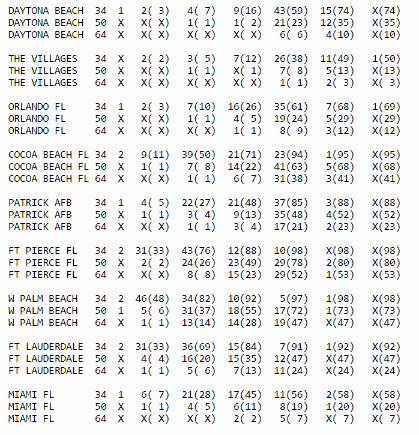 DAYTONA BEACH 34 1 2( 3) 4( 7) 9(16) 43(59) 15(74) X(74)
DAYTONA BEACH 50 X X( X) 1( 1) 1( 2) 21(23) 12(35) X(35)
DAYTONA BEACH 64 X X( X) X( X) X( X) 6( 6) 4(10) X(10)
THE VILLAGES 34 X 2( 2) 3( 5) 7(12) 26(38) 11(49) 1(50)
THE VILLAGES 50 X X( X) 1( 1) X( 1) 7( 8) 5(13) X(13)
THE VILLAGES 64 X X( X) X( X) X( X) 1( 1) 2( 3) X( 3)
ORLANDO FL 34 1 2( 3) 7(10) 16(26) 35(61) 7(68) 1(69)
ORLANDO FL 50 X X( X) 1( 1) 4( 5) 19(24) 5(29) X(29)
ORLANDO FL 64 X X( X) X( X) 1( 1) 8( 9) 3(12) X(12)
COCOA BEACH FL 34 2 9(11) 39(50) 21(71) 23(94) 1(95) X(95)
COCOA BEACH FL 50 X 1( 1) 7( 8) 14(22) 41(63) 5(68) X(68)
COCOA BEACH FL 64 X X( X) 1( 1) 6( 7) 31(38) 3(41) X(41)
PATRICK AFB 34 1 4( 5) 22(27) 21(48) 37(85) 3(88) X(88)
PATRICK AFB 50 X 1( 1) 3( 4) 9(13) 35(48) 4(52) X(52)
PATRICK AFB 64 X X( X) 1( 1) 3( 4) 17(21) 2(23) X(23)
FT PIERCE FL 34 2 31(33) 43(76) 12(88) 10(98) X(98) X(98)
FT PIERCE FL 50 X 2( 2) 24(26) 23(49) 29(78) 2(80) X(80)
FT PIERCE FL 64 X X( X) 8( 8) 15(23) 29(52) 1(53) X(53)
W PALM BEACH 34 2 46(48) 34(82) 10(92) 5(97) 1(98) X(98)
W PALM BEACH 50 1 5( 6) 31(37) 18(55) 17(72) 1(73) X(73)
W PALM BEACH 64 X 1( 1) 13(14) 14(28) 19(47) X(47) X(47)
FT LAUDERDALE 34 2 31(33) 36(69) 15(84) 7(91) 1(92) X(92)
FT LAUDERDALE 50 X 4( 4) 16(20) 15(35) 12(47) X(47) X(47)
FT LAUDERDALE 64 X 1( 1) 5( 6) 7(13) 11(24) X(24) X(24)
MIAMI FL 34 1 6( 7) 21(28) 17(45) 11(56) 2(58) X(58)
MIAMI FL 50 X 1( 1) 4( 5) 6(11) 8(19) 1(20) X(20)
MIAMI FL 64 X X( X) X( X) 2( 2) 5( 7) X( 7) X( 7)